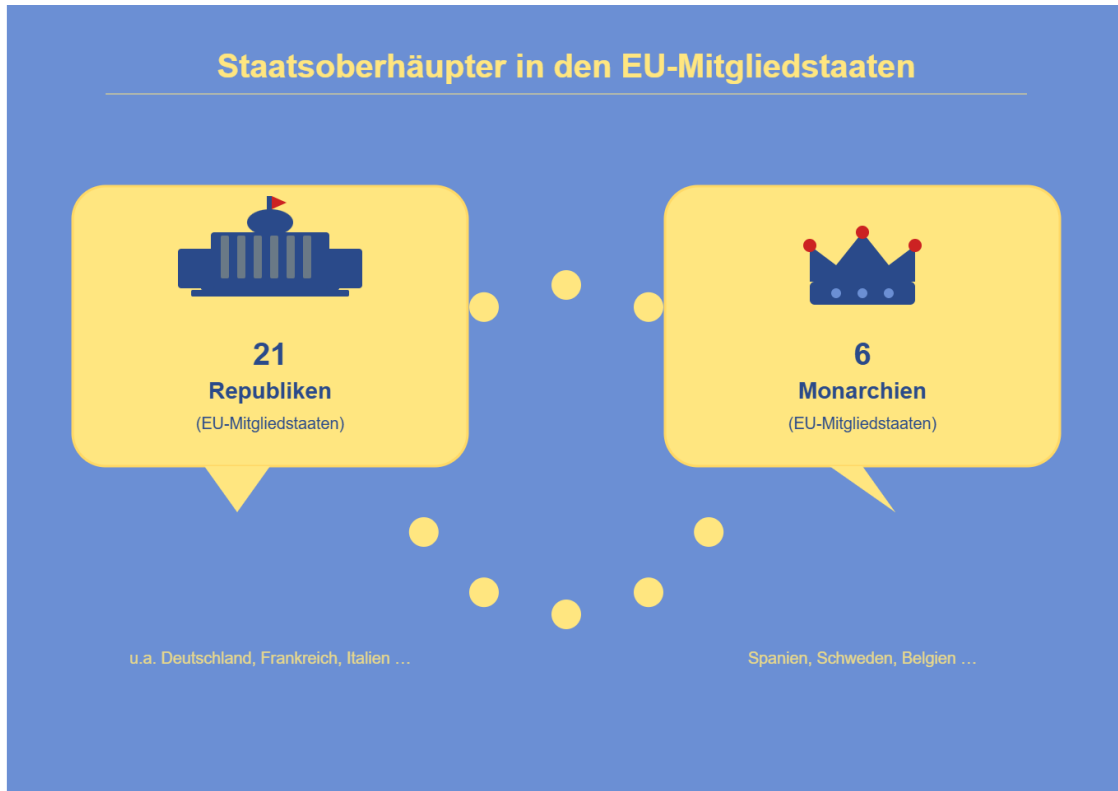 Staatsoberhäupter in den EU-Mitgliedstaaten
21
Republiken
(EU-Mitgliedstaaten)
6
Monarchien
(EU-Mitgliedstaaten)
u.a. Deutschland, Frankreich, Italien …
Spanien, Schweden, Belgien …